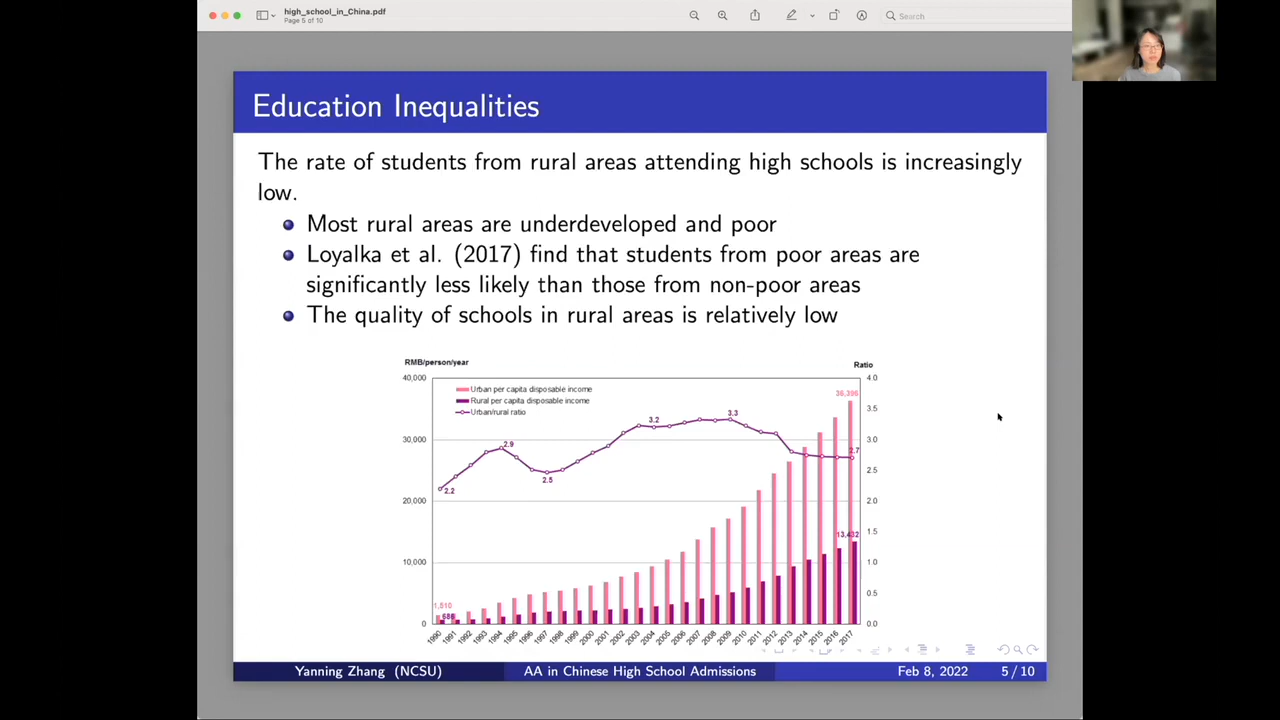 high_school_in_China.pdf
Page 5 of 10
Search
Education Inequalities
The rate of students from rural areas attending high schools is increasingly
low.
Most rural areas are underdeveloped and poor
Loyalka et al. (2017) find that students from poor areas are
significantly less likely than those from non-poor areas
The quality of schools in rural areas is relatively low
RMB/person/year
Ratio
40,000
30,000
20,000
10,000
0
4.0
3.5
3.0
2.5
2.0
1.5
1.0
0.5
0.0
Urban per capita disposable income
Rural per capita disposable income
Urban/rural ratio
2.2
2.9
2.5
3.2
3.3
2.7
36,396
13,432
1,510
686
1990 1991 1992 1993 1994 1995 1996 1997 1998 1999 2000 2001 2002 2003 2004 2005 2006 2007 2008 2009 2010 2011 2012 2013 2014 2015 2016 2017
Yanning Zhang (NCSU)
AA in Chinese High School Admissions
Feb 8, 2022
5 / 10